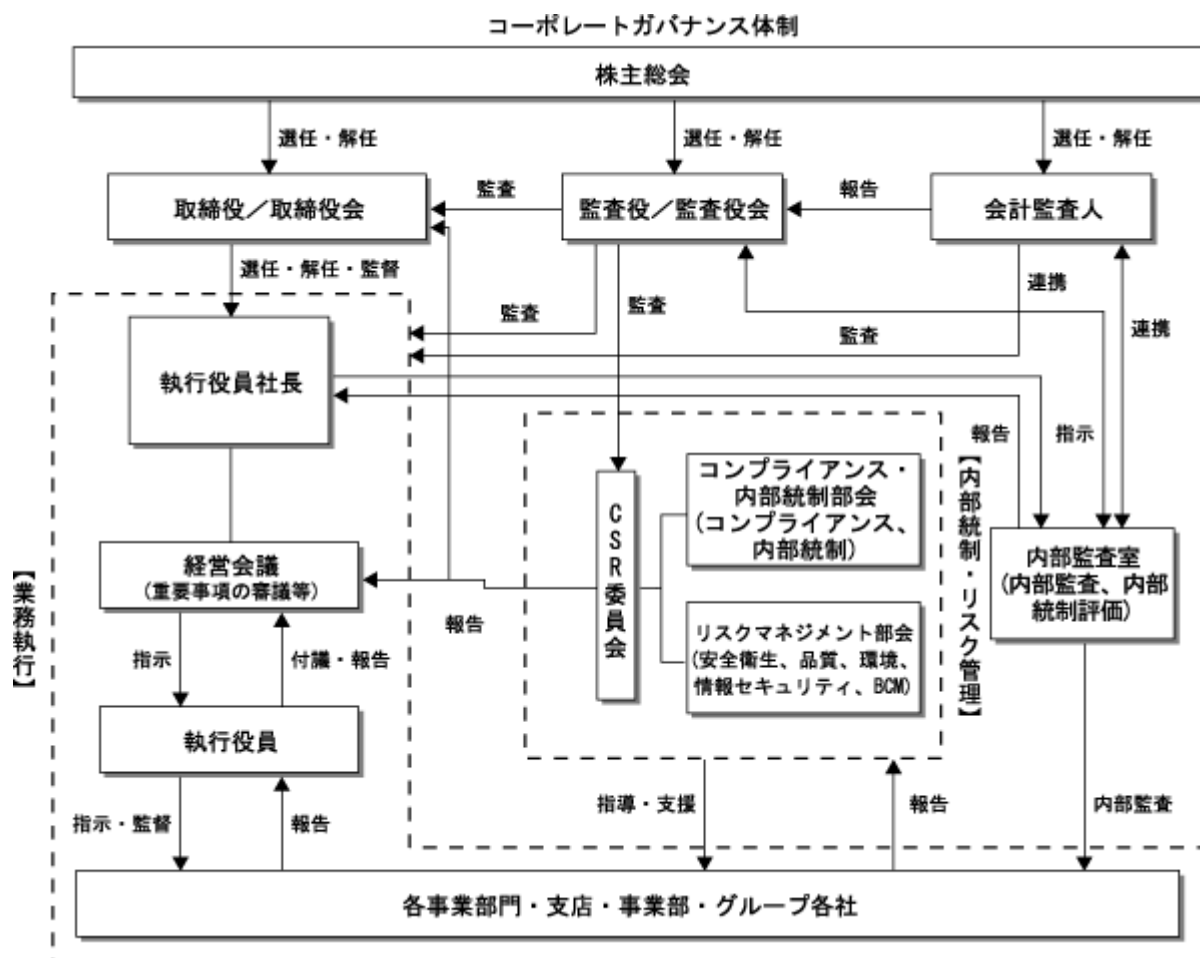 コーポレートガバナンス体制
株主総会
選任・解任
選任・解任
選任・解任
取締役／取締役会
監査
監査役／監査役会
報告
会計監査人
選任・解任・監督
監査
監査
連携
監査
連携
執行役員社長
報告
指示
【業務執行】
経営会議
(重要事項の審議等)
報告
CSR委員会
コンプライアンス・
内部統制部会
(コンプライアンス、
内部統制)
リスクマネジメント部会
(安全衛生、品質、環境、
情報セキュリティ、BCM)
【内部統制・リスク管理】
内部監査室
(内部監査、内部
統制評価)
指示
付議・報告
執行役員
指示・監督
報告
指導・支援
報告
内部監査
各事業部門・支店・事業部・グループ各社